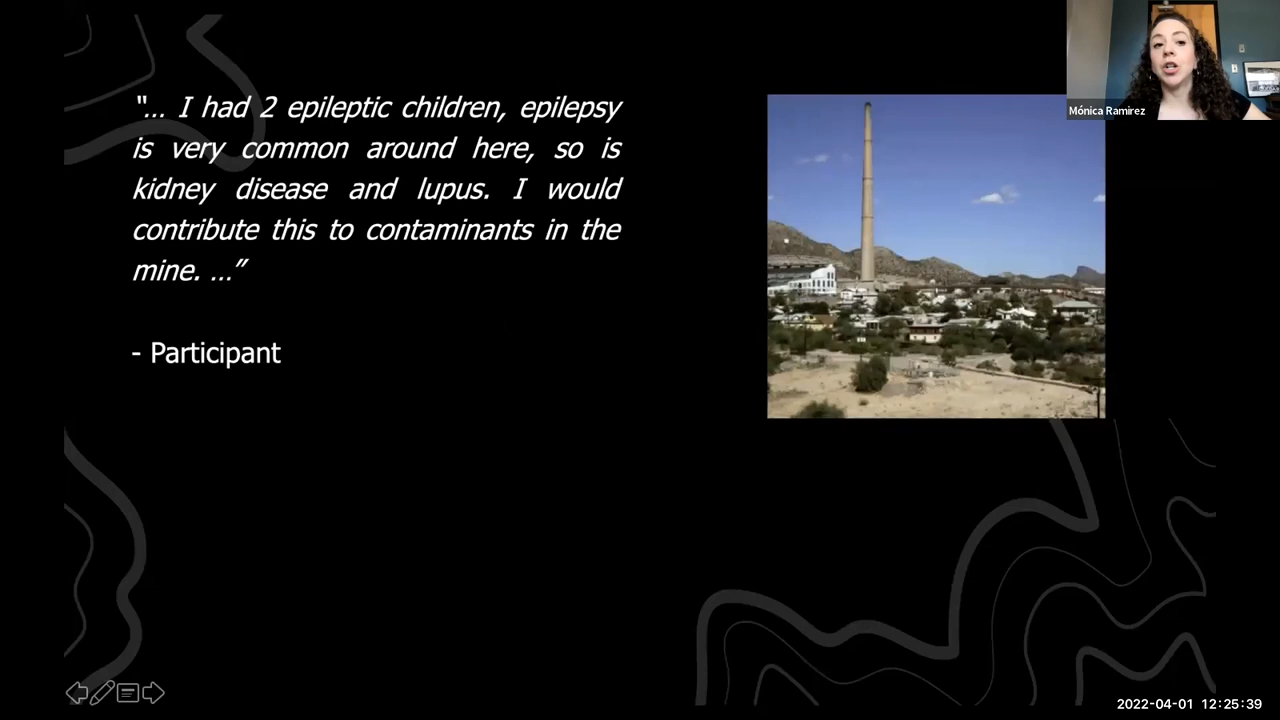 “... I had 2 epileptic children, epilepsy
is very common around here, so is
kidney disease and lupus. I would
contribute this to contaminants in the
mine. ...”
- Participant
Mónica Ramirez
2022-04-01 12:25:39